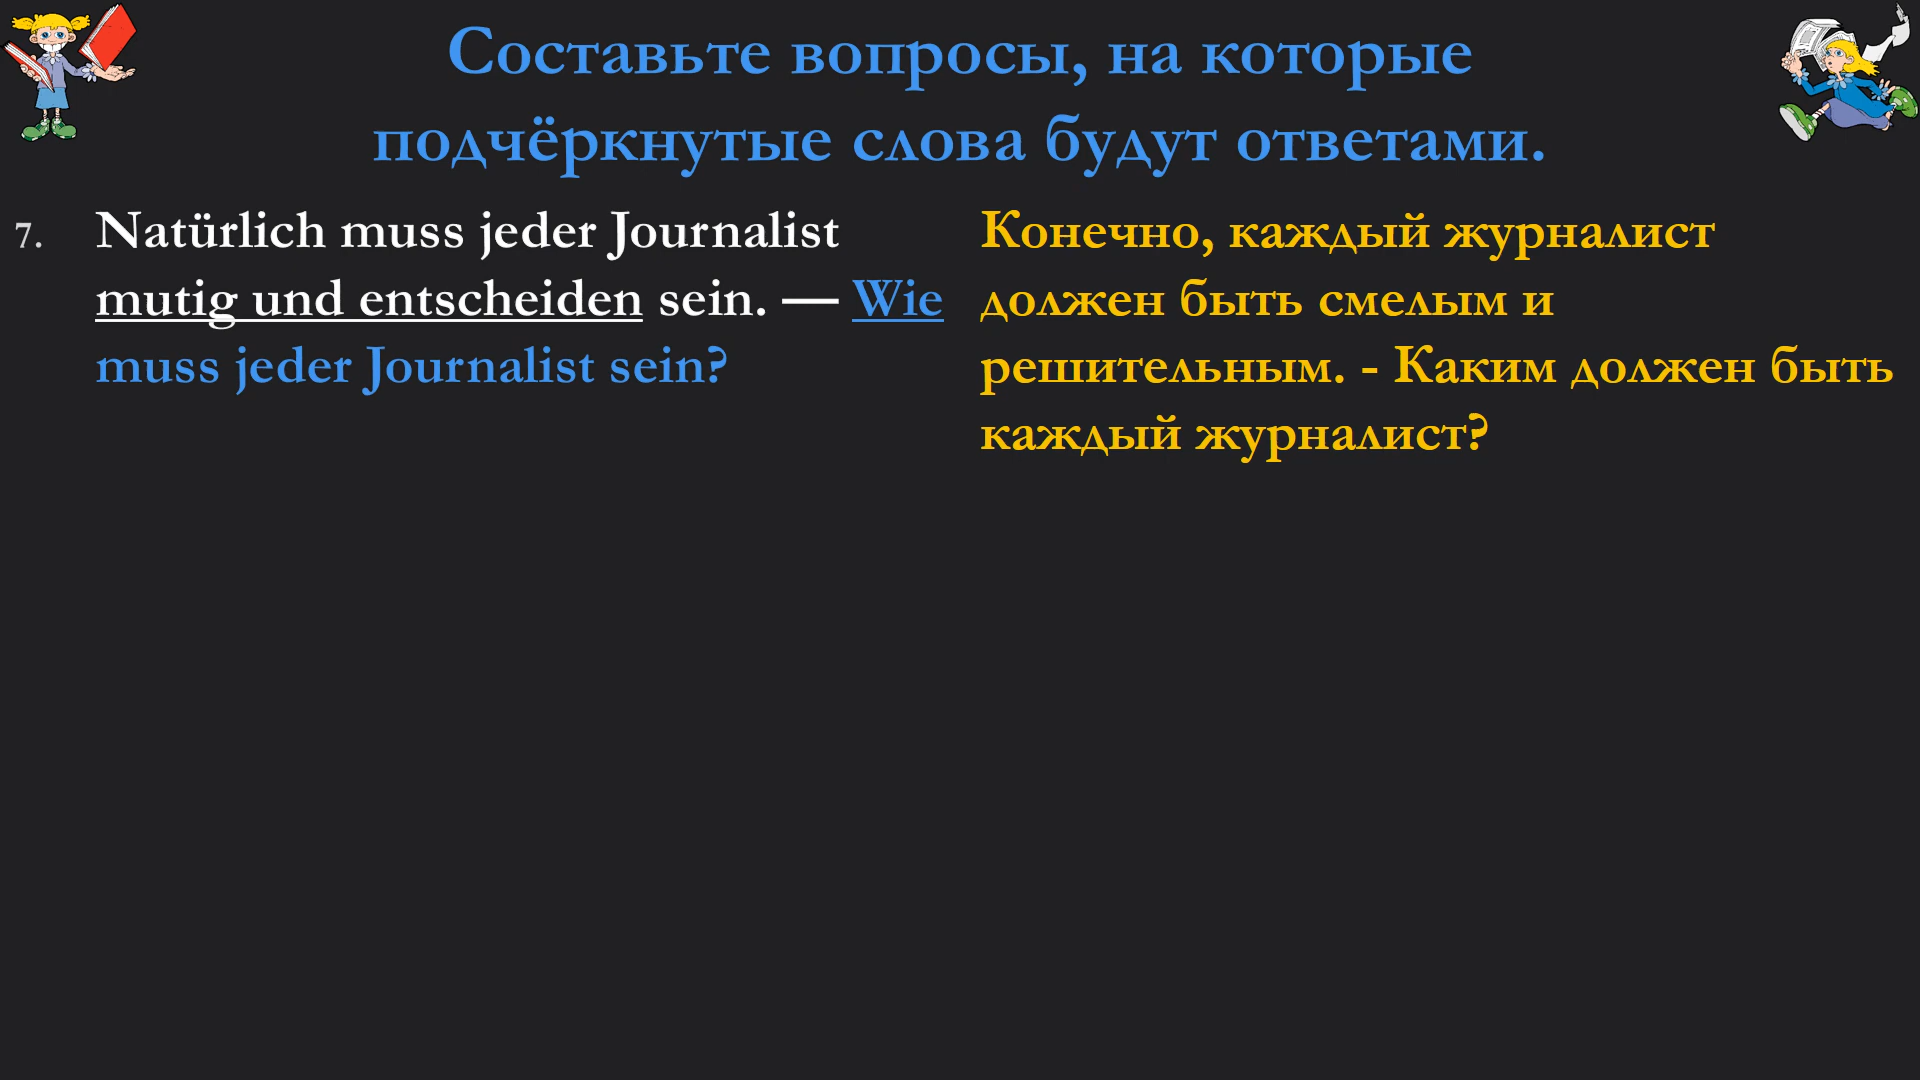 Составьте вопросы, на которые
подчёркнутые слова будут ответами.
7. Natürlich muss jeder Journalist
mutig und entscheiden sein. — Wie
muss jeder Journalist sein?
Конечно, каждый журналист
должен быть смелым и
решительным. - Каким должен быть
каждый журналист?